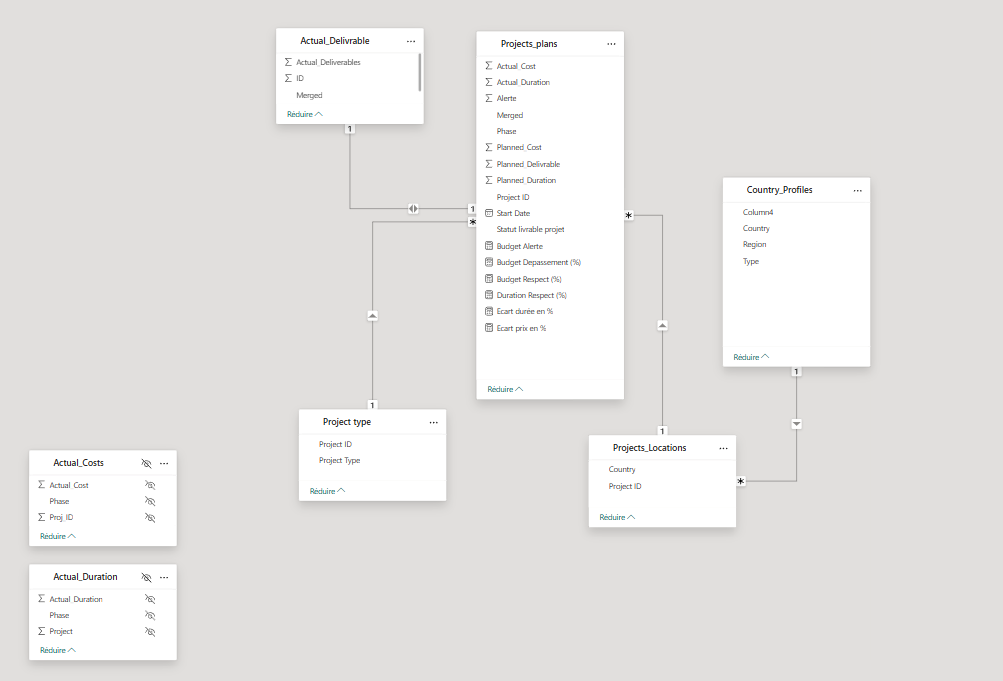 Actual_Delivrable
Actual_Deliverables
ID
Merged
Réduire
1
Projects_plans
Actual_Cost
Actual_Duration
Alerte
Merged
Phase
Planned_Cost
Planned_Delivrable
Planned_Duration
Project ID
Start Date
Statut livrable projet
Budget Alerte
Budget Depassement (%)
Budget Respect (%)
Duration Respect (%)
Ecart durée en %
Ecart prix en %
Réduire
1
*
*
Country_Profiles
Column4
Country
Region
Type
Réduire
1
1
Project type
Project ID
Project Type
Réduire
1
Projects_Locations
Country
Project ID
Réduire
*
Actual_Costs
Actual_Cost
Phase
Proj_ID
Réduire
Actual_Duration
Actual_Duration
Phase
Project
Réduire